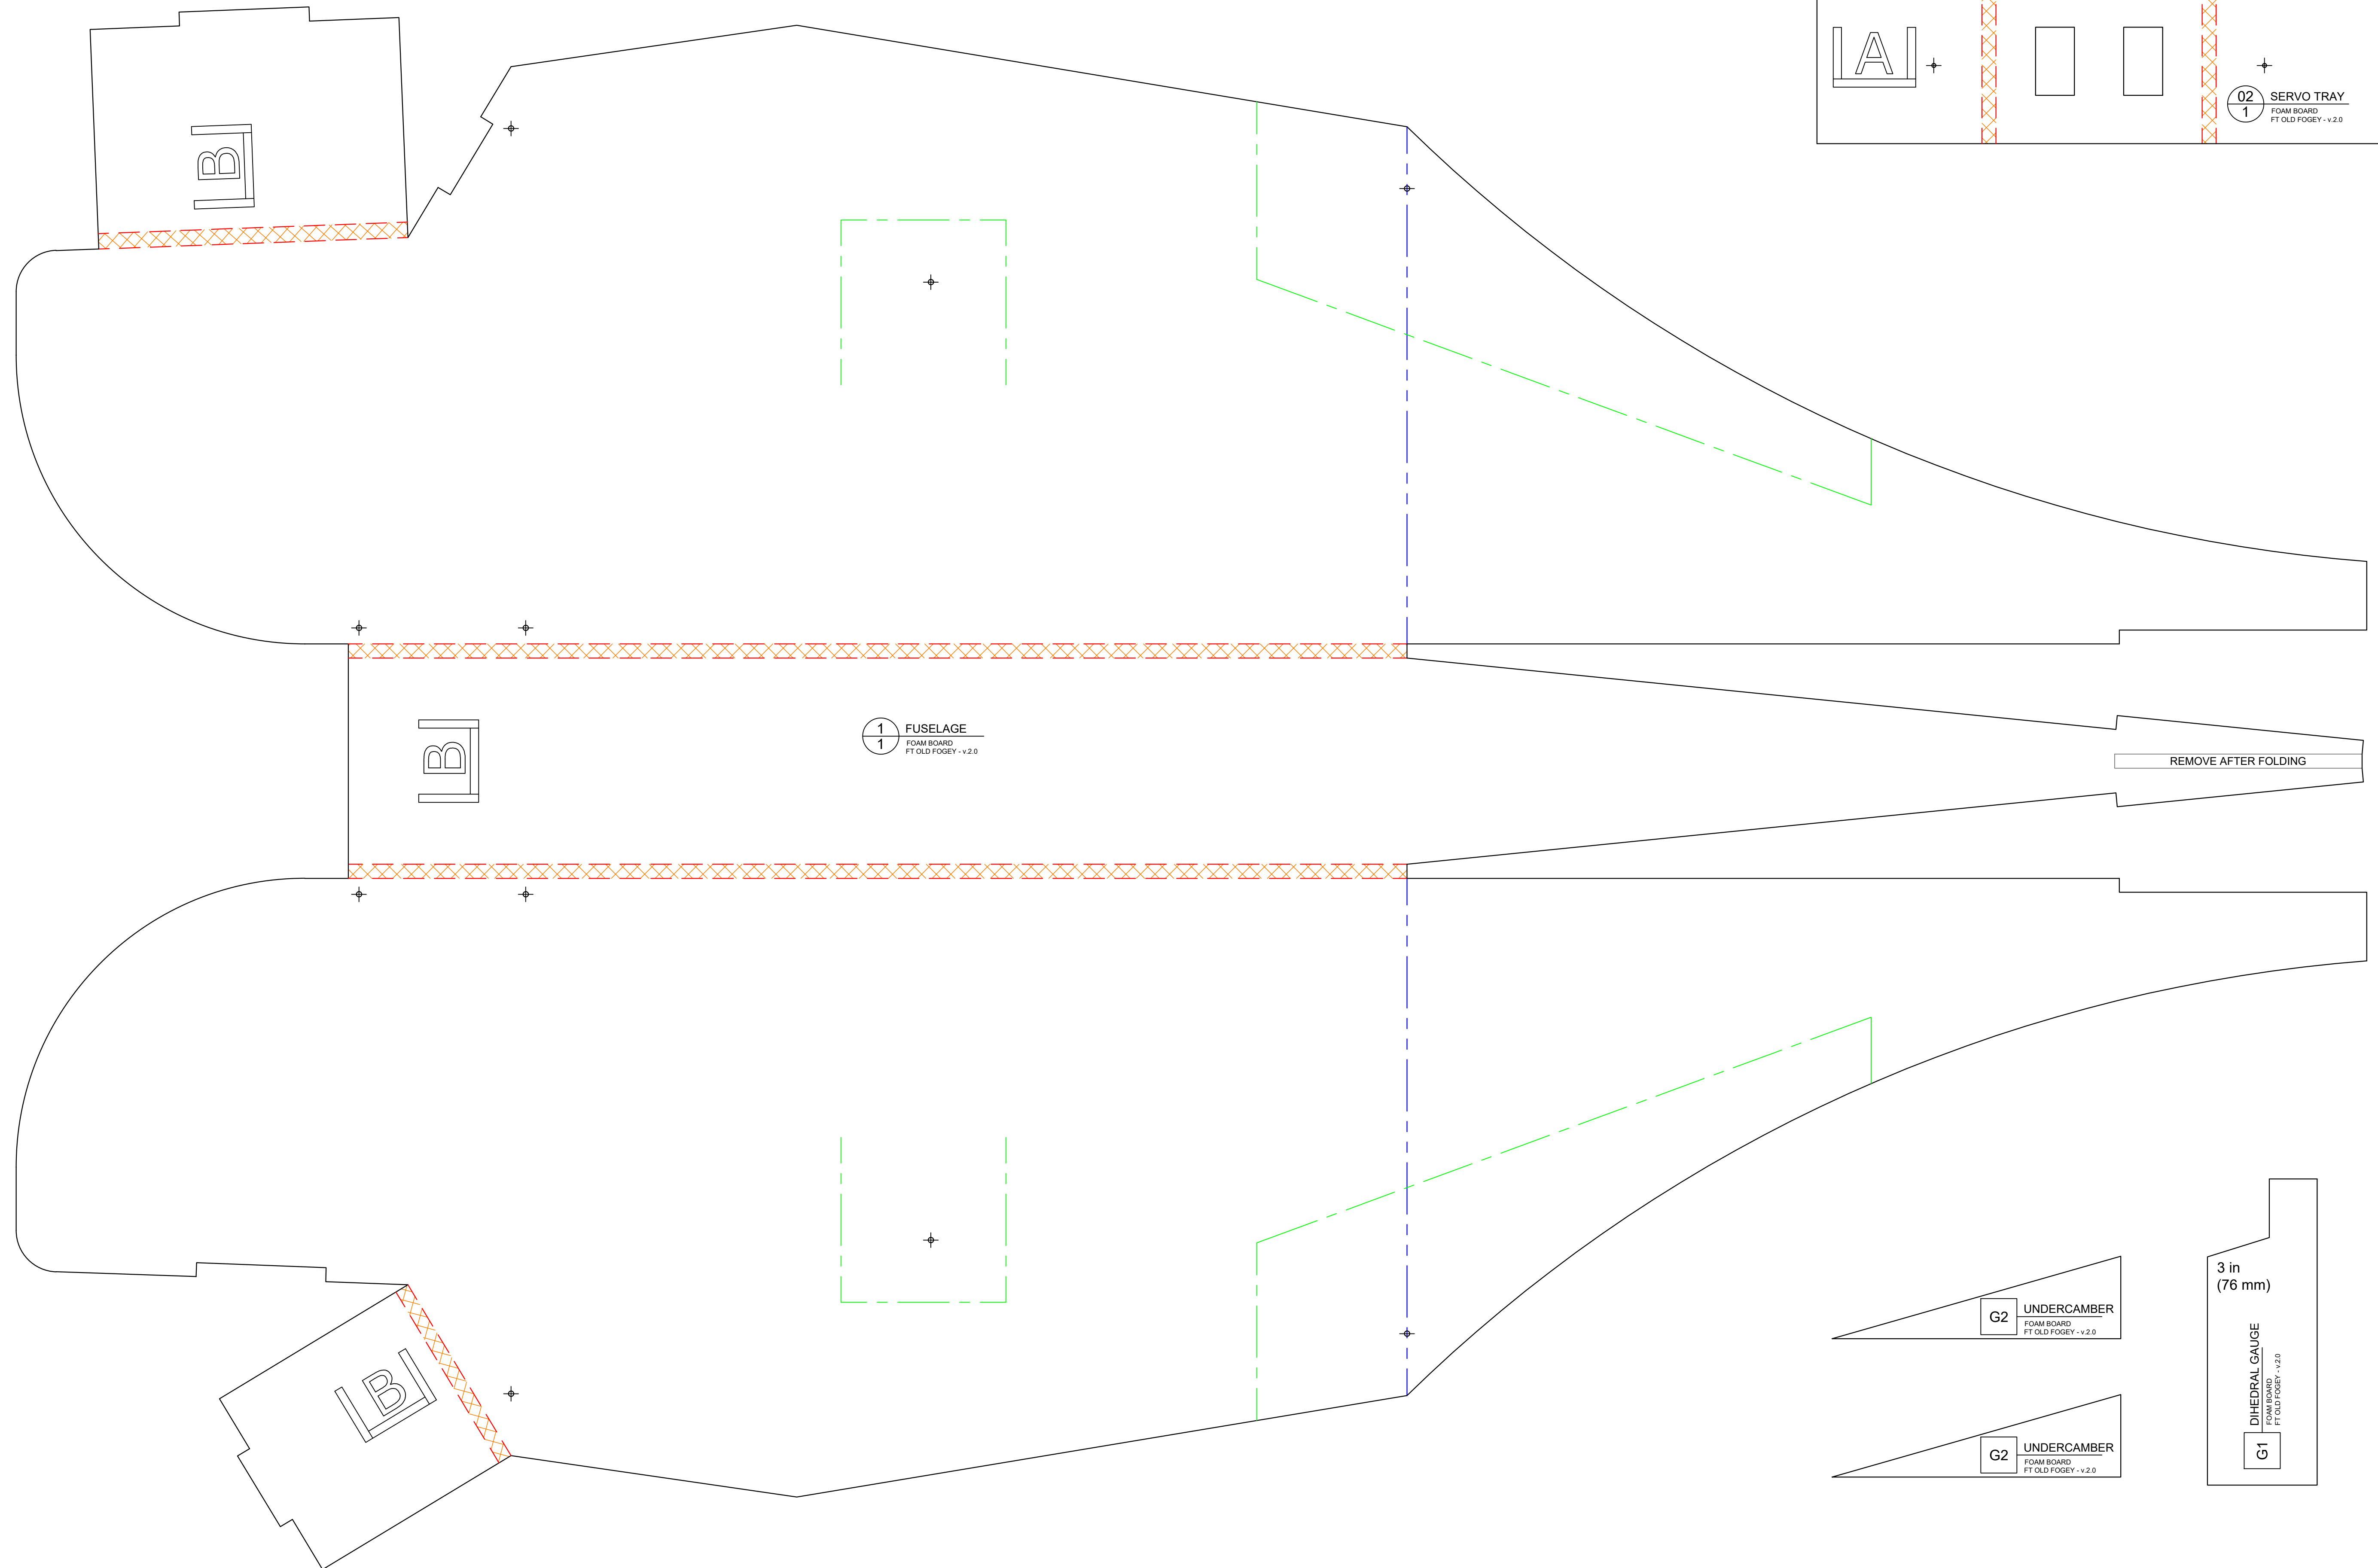 A
02
1
SERVO TRAY
FOAM BOARD
FT OLD FOGEY - v.2.0
B
B
1
1
FUSELAGE
FOAM BOARD
FT OLD FOGEY - v.2.0
REMOVE AFTER FOLDING
B
G2
UNDERCAMBER
FOAM BOARD
FT OLD FOGEY - v.2.0
G2
UNDERCAMBER
FOAM BOARD
FT OLD FOGEY - v.2.0
3 in
(76 mm)
G1
DIHEDRAL GAUGE
FOAM BOARD
FT OLD FOGEY - v.2.0